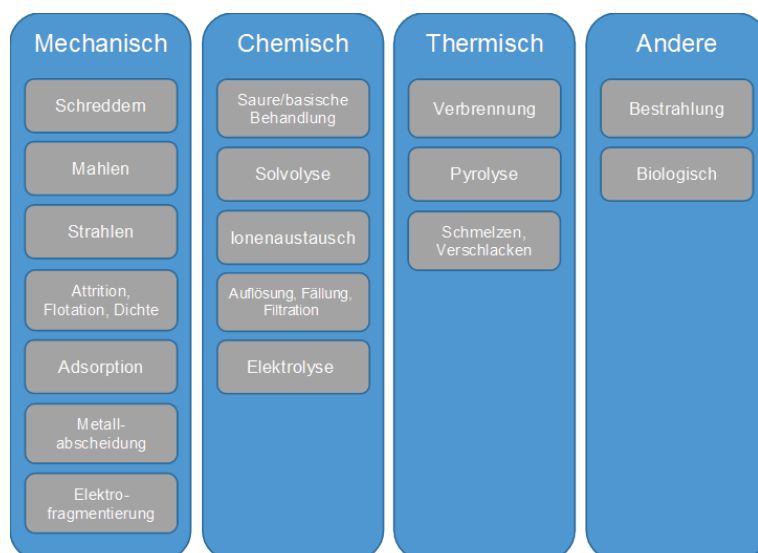 Mechanisch
Schreddern
Mahlen
Strahlen
Attrition,
Flotation, Dichte
Adsorption
Metall-
abscheidung
Elektro-
fragmentierung
Chemisch
Saure/basische
Behandlung
Solvolyse
Ionenaustausch
Auflösung, Fällung,
Filtration
Elektrolyse
Thermisch
Verbrennung
Pyrolyse
Schmelzen,
Verschlacken
Andere
Bestrahlung
Biologisch